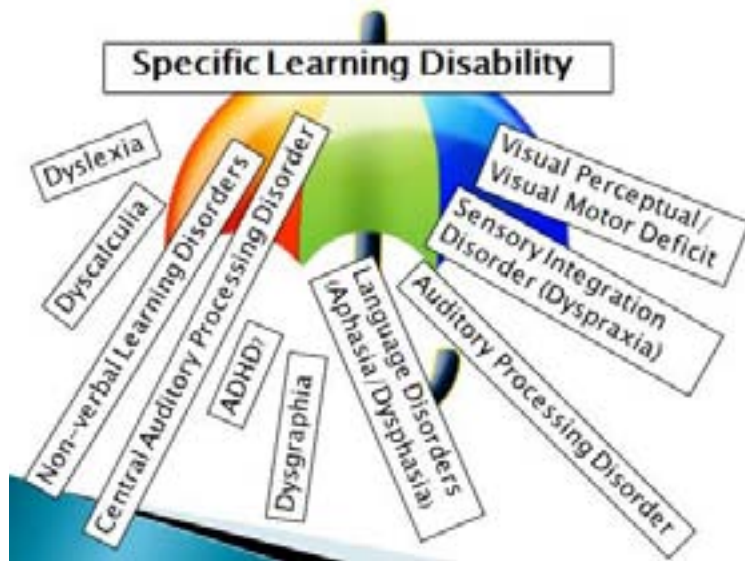 Specific Learning Disability
Dyslexia
Dyscalculia
Non-verbal Learning Disorders
Central Auditory Processing Disorder
ADHD?
Dysgraphia
Language Disorders
(Aphasia/Dysphasia)
Auditory Processing Disorder
Sensory Integration
Disorder (Dyspraxia)
Visual Perceptual/
Visual Motor Deficit